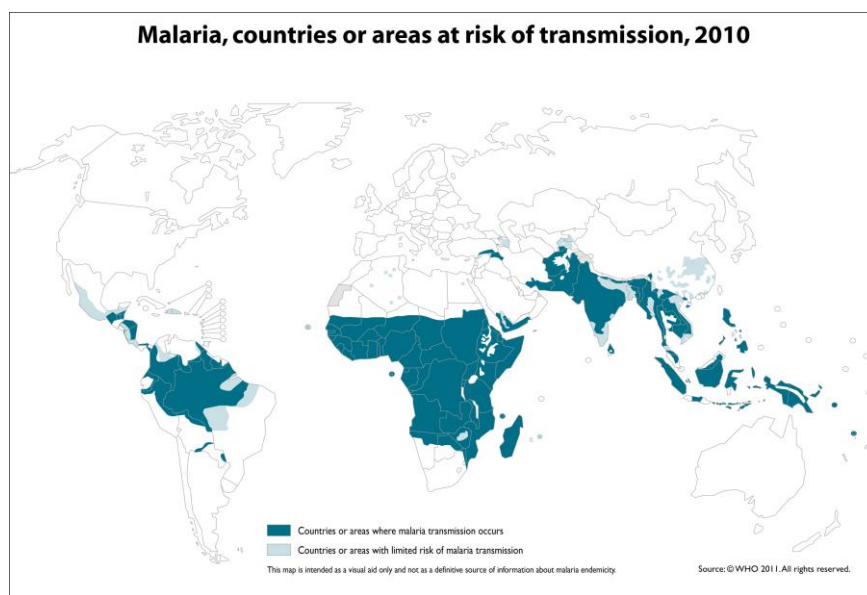 Malaria, countries or areas at risk of transmission, 2010
Countries or areas where malaria transmission occurs
Countries or areas with limited risk of malaria transmission
This map is intended as a visual aid only and not as a definitive source of information about malaria endemicity.
Source: © WHO 2011. All rights reserved.